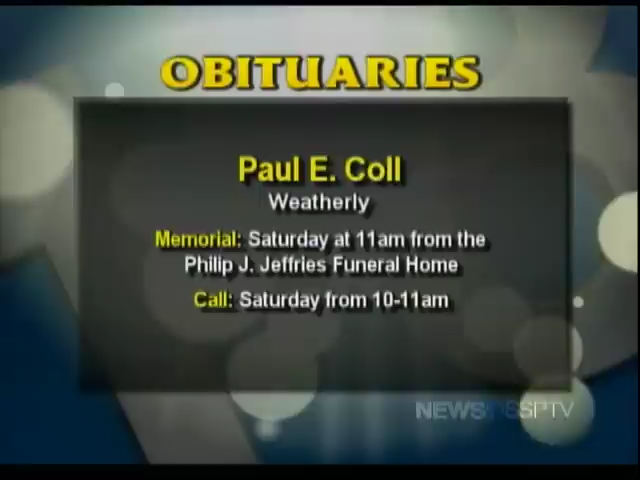 OBITUARIES
Paul E. Coll
Weatherly
Memorial: Saturday at 11am from the
Philip J. Jeffries Funeral Home
Call: Saturday from 10-11am
SSPTV